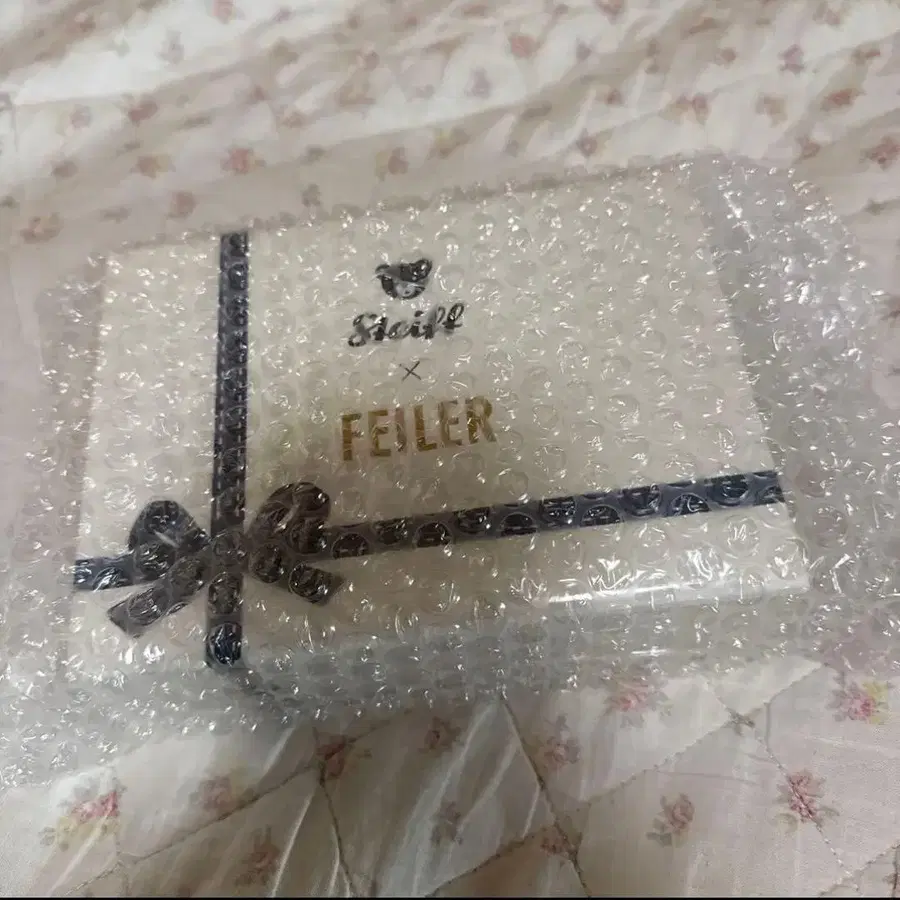 Steiff
×
FEILER